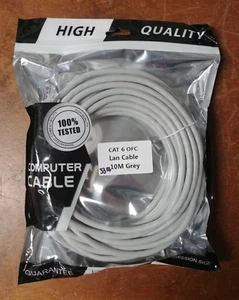 HIGH QUALITY
100%
TESTED
CAT 6 OFC
Lan Cable
10M Grey
COMPUTER
CABLE